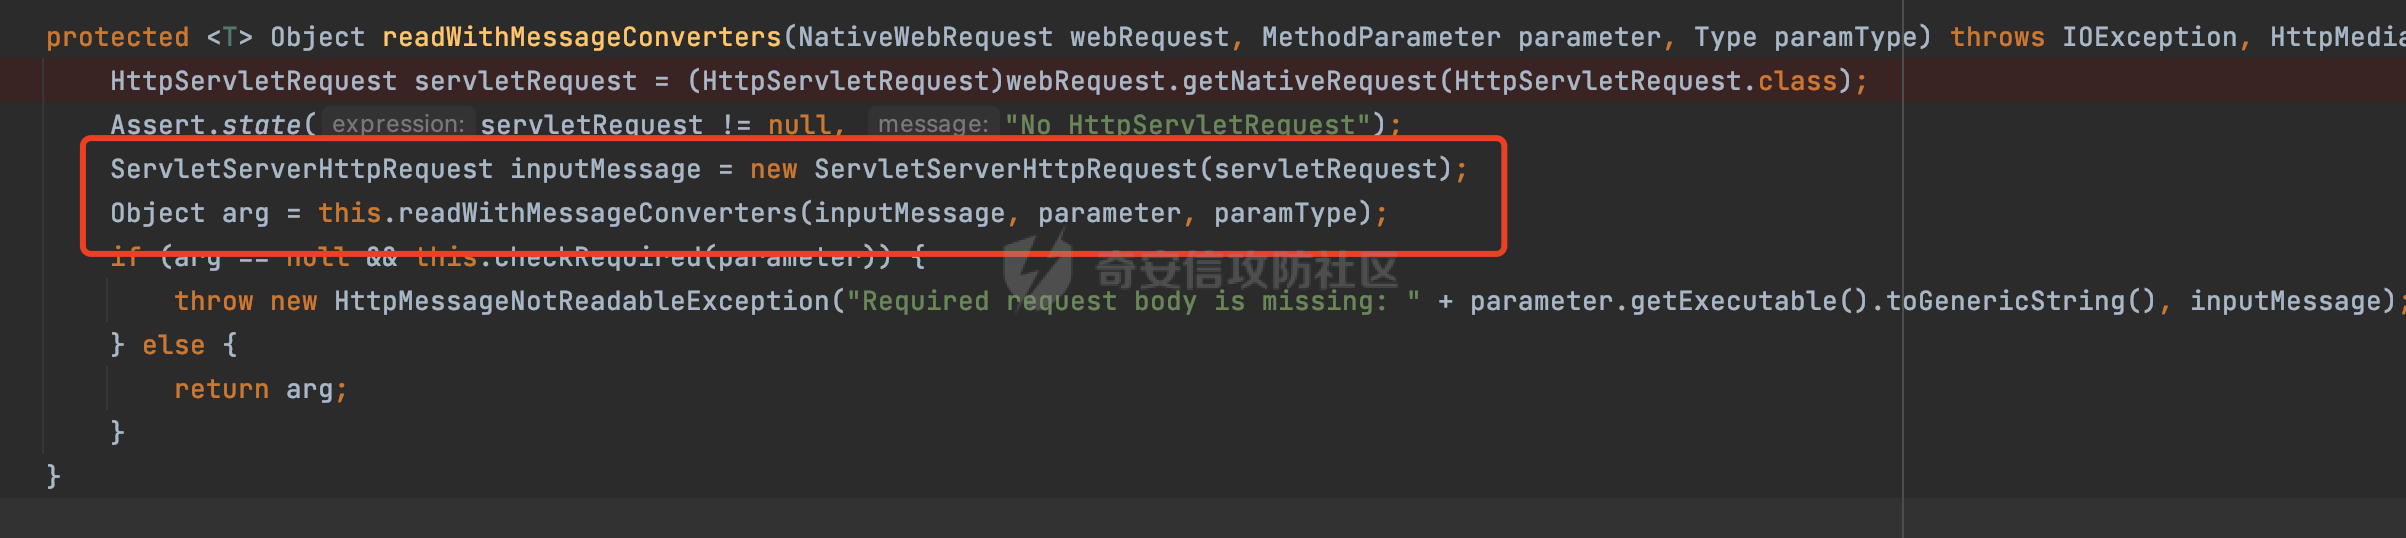 protected <T> Object readWithMessageConverters(NativeWebRequest webRequest, MethodParameter parameter, Type paramType) throws IOException, HttpMedia
HttpServletRequest servletRequest = (HttpServletRequest)webRequest.getNativeRequest(HttpServletRequest.class);
Assert.state( expression: servletRequest != null, message: "No HttpServletRequest");
ServletServerHttpRequest inputMessage = new ServletServerHttpRequest(servletRequest);
Object arg = this.readWithMessageConverters(inputMessage, parameter, paramType);
if (arg == null && this.checkRequired(parameter)) {
奇安信攻防社区
throw new HttpMessageNotReadableException("Required request body is missing: " + parameter.getExecutable().toGenericString(), inputMessage);
} else {
return arg;
}
}